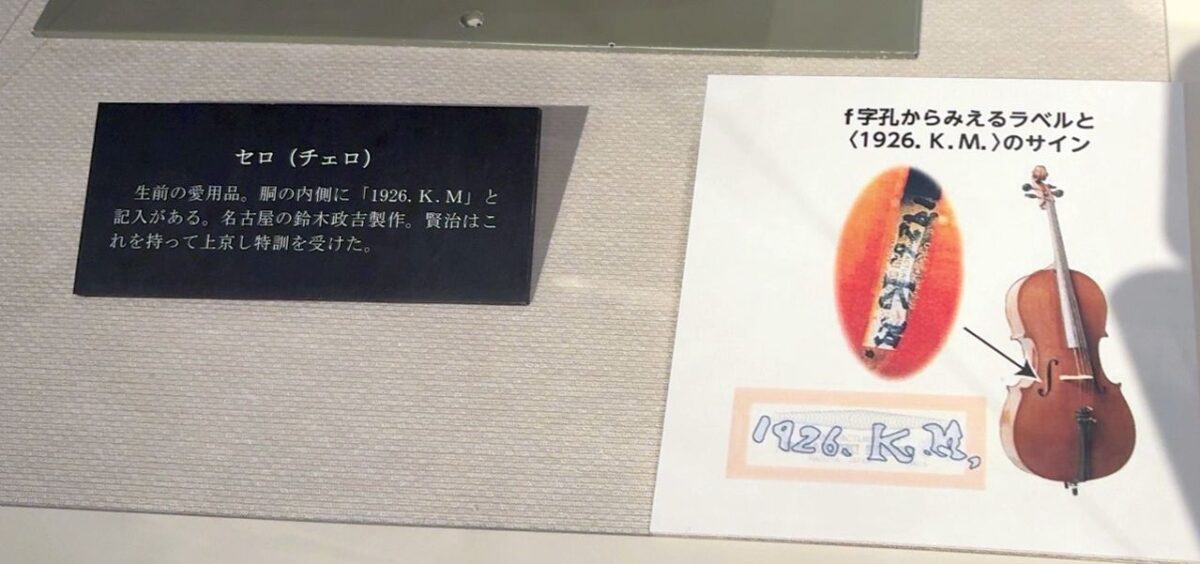 セロ（チェロ）
生前の愛用品。胴の内側に「1926. K. M」と
記入がある。名古屋の鈴木政吉製作。賢治はこ
れを持って上京し特訓を受けた。
f字孔からみえるラベルと
〈1926. K. M.〉のサイン
1926. K. M,